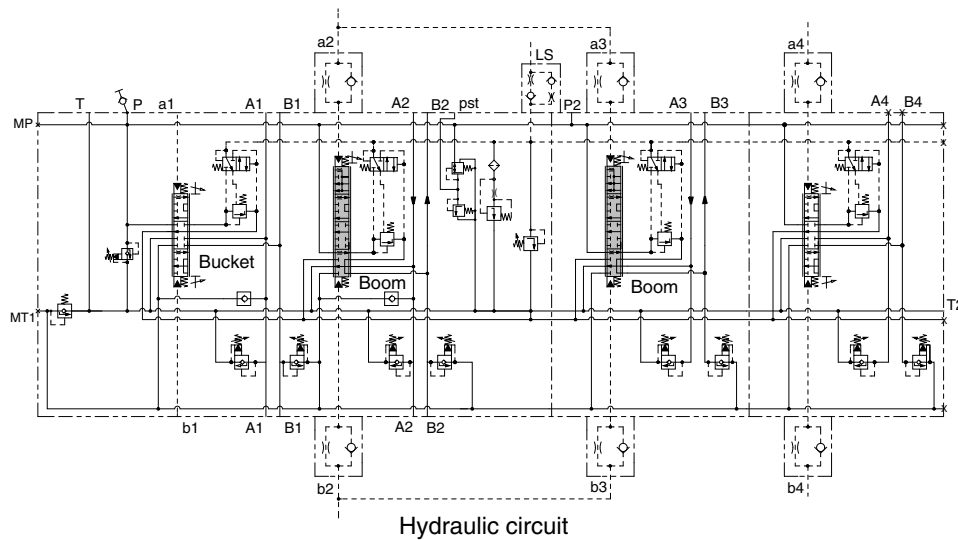 a2
a3
a4
LS
T
P
a1
A1
B1
A2
B2
pst
P2
A3
B3
A4
B4
MP
Bucket
Boom
Boom
MT1
T2
b1
A1
B1
A2
B2
b2
b3
b4
Hydraulic circuit